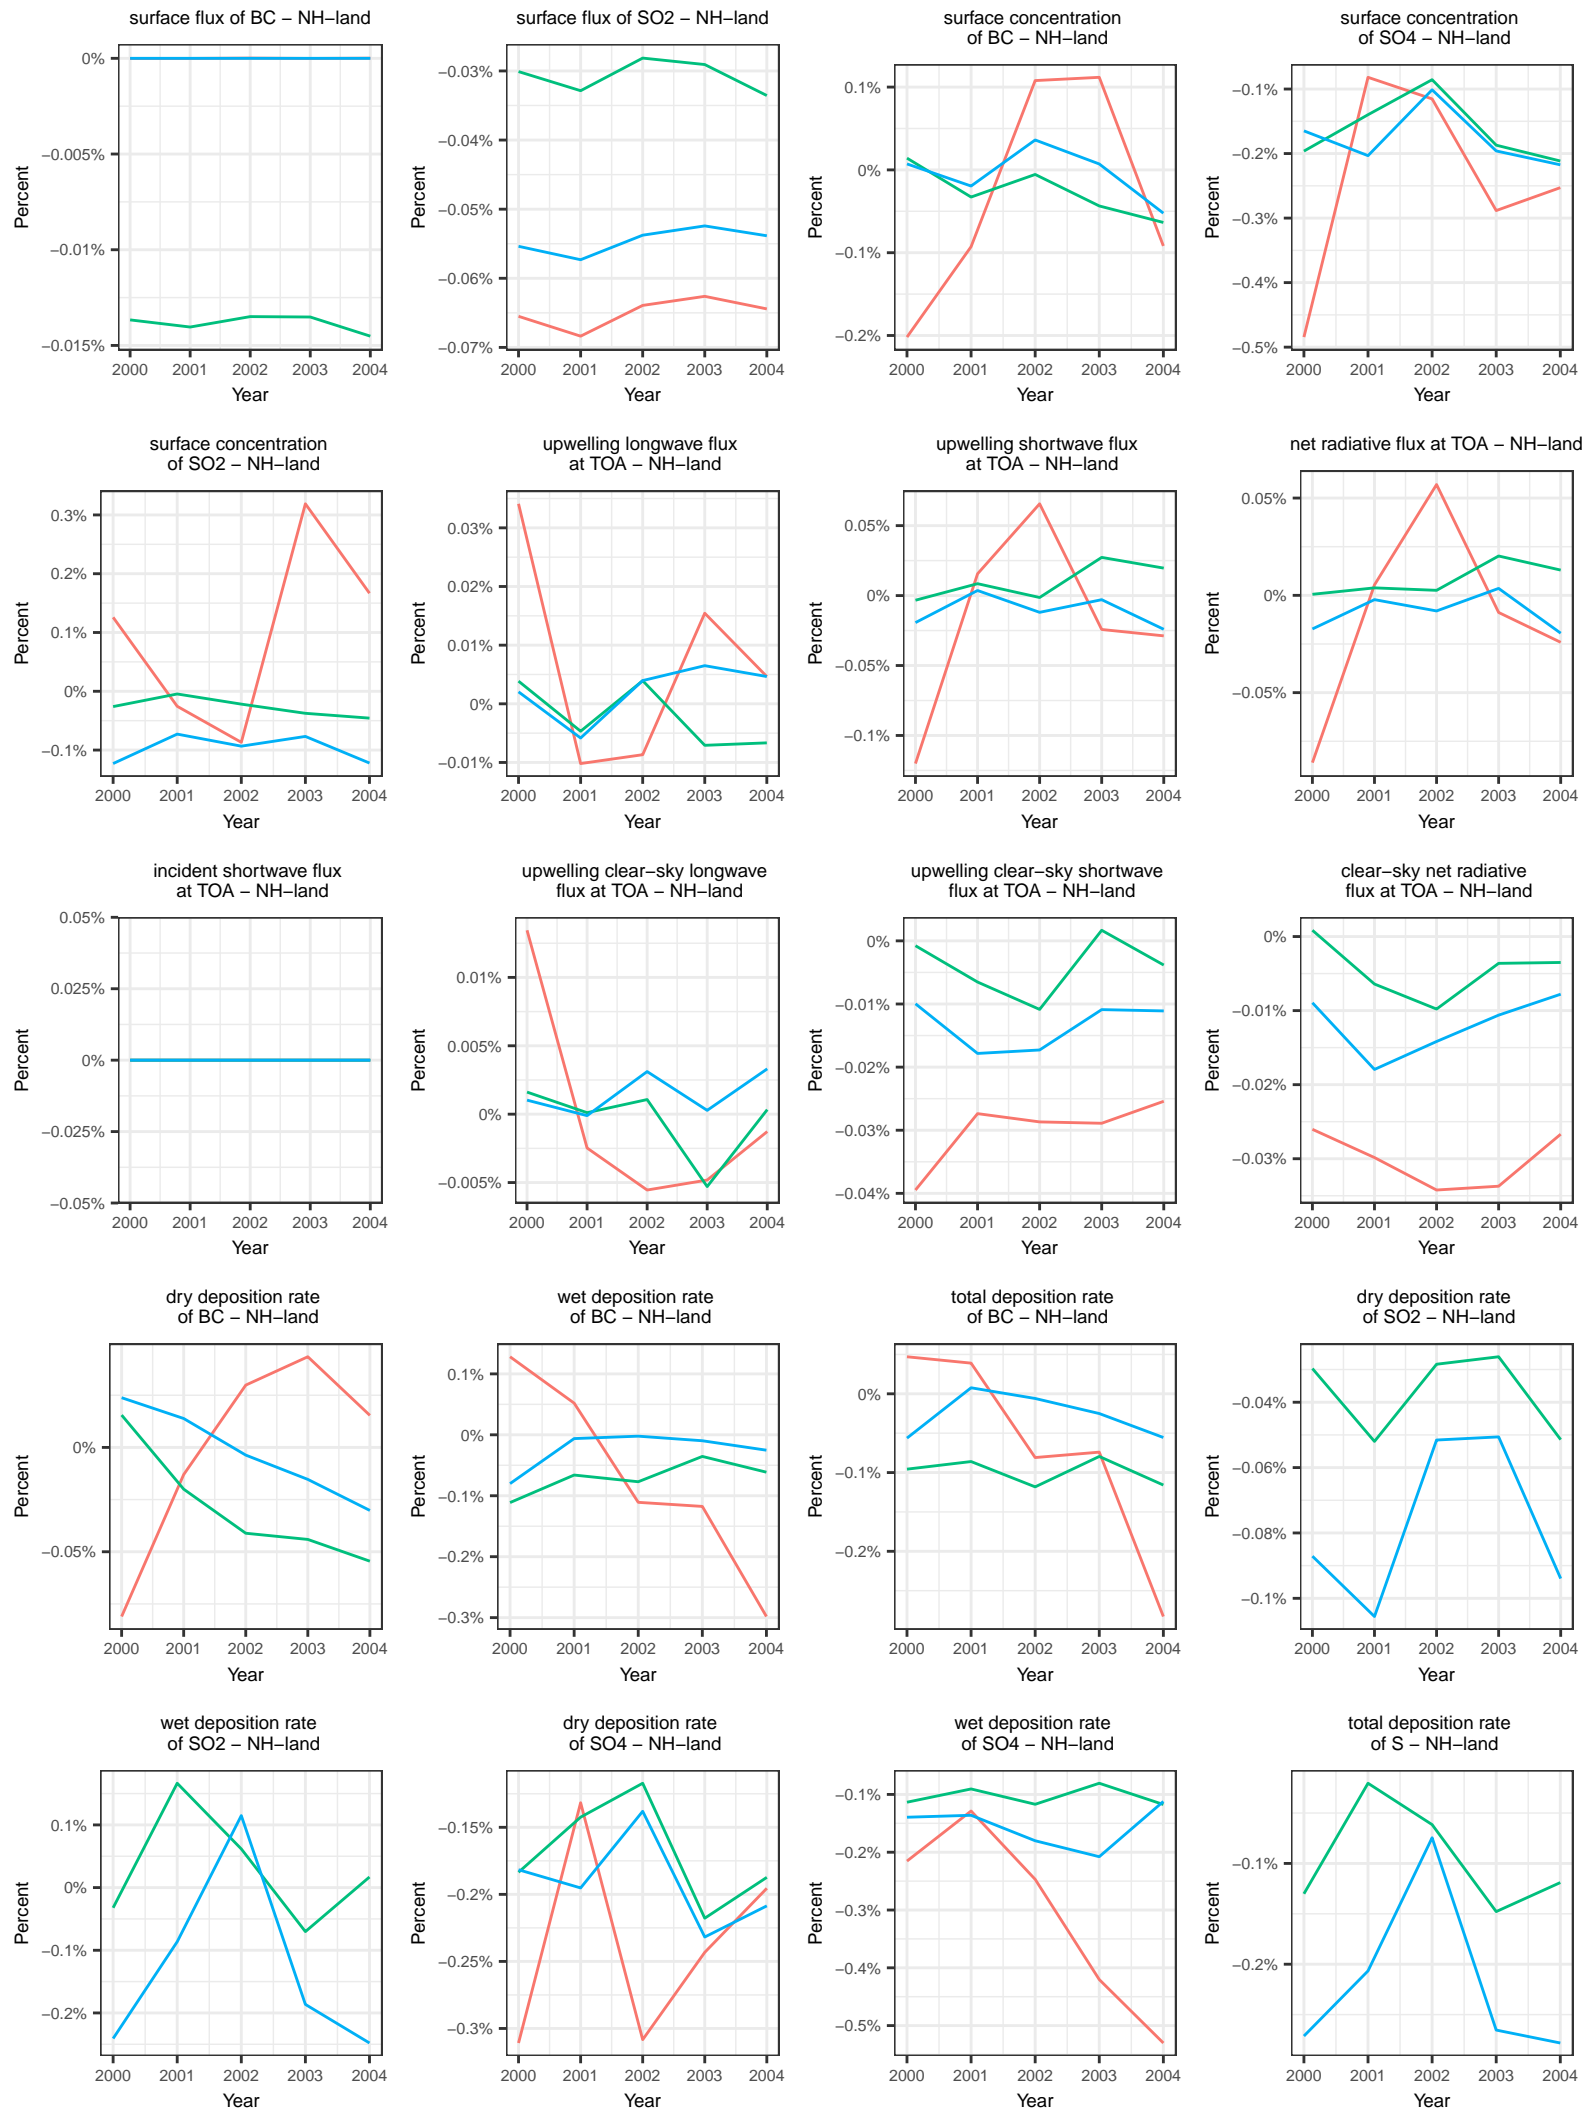 surface flux of BC − NH−land
0%
−0.005%
−0.01%
−0.015%
Percent
2000 2001 2002 2003 2004
Year
surface flux of SO2 − NH−land
−0.03%
−0.04%
−0.05%
−0.06%
−0.07%
Percent
2000 2001 2002 2003 2004
Year
surface concentration
of BC − NH−land
0.1%
0%
−0.1%
−0.2%
Percent
2000 2001 2002 2003 2004
Year
surface concentration
of SO4 − NH−land
−0.1%
−0.2%
−0.3%
−0.4%
−0.5%
Percent
2000 2001 2002 2003 2004
Year
surface concentration
of SO2 − NH−land
0.3%
0.2%
0.1%
0%
−0.1%
Percent
2000 2001 2002 2003 2004
Year
upwelling longwave flux
at TOA − NH−land
0.03%
0.02%
0.01%
0%
−0.01%
Percent
2000 2001 2002 2003 2004
Year
upwelling shortwave flux
at TOA − NH−land
0.05%
0%
−0.05%
−0.1%
Percent
2000 2001 2002 2003 2004
Year
net radiative flux at TOA − NH−land
0.05%
0%
−0.05%
Percent
2000 2001 2002 2003 2004
Year
incident shortwave flux
at TOA − NH−land
0.05%
0.025%
0%
−0.025%
−0.05%
Percent
2000 2001 2002 2003 2004
Year
upwelling clear−sky longwave
flux at TOA − NH−land
0.01%
0.005%
0%
−0.005%
Percent
2000 2001 2002 2003 2004
Year
upwelling clear−sky shortwave
flux at TOA − NH−land
0%
−0.01%
−0.02%
−0.03%
−0.04%
Percent
2000 2001 2002 2003 2004
Year
clear−sky net radiative
flux at TOA − NH−land
0%
−0.01%
−0.02%
−0.03%
Percent
2000 2001 2002 2003 2004
Year
dry deposition rate
of BC − NH−land
0%
−0.05%
Percent
2000 2001 2002 2003 2004
Year
wet deposition rate
of BC − NH−land
0.1%
0%
−0.1%
−0.2%
−0.3%
Percent
2000 2001 2002 2003 2004
Year
total deposition rate
of BC − NH−land
0%
−0.1%
−0.2%
Percent
2000 2001 2002 2003 2004
Year
dry deposition rate
of SO2 − NH−land
−0.04%
−0.06%
−0.08%
−0.1%
Percent
2000 2001 2002 2003 2004
Year
wet deposition rate
of SO2 − NH−land
0.1%
0%
−0.1%
−0.2%
Percent
2000 2001 2002 2003 2004
Year
dry deposition rate
of SO4 − NH−land
−0.15%
−0.2%
−0.25%
−0.3%
Percent
2000 2001 2002 2003 2004
Year
wet deposition rate
of SO4 − NH−land
−0.1%
−0.2%
−0.3%
−0.4%
−0.5%
Percent
2000 2001 2002 2003 2004
Year
total deposition rate
of S − NH−land
−0.1%
−0.2%
Percent
2000 2001 2002 2003 2004
Year